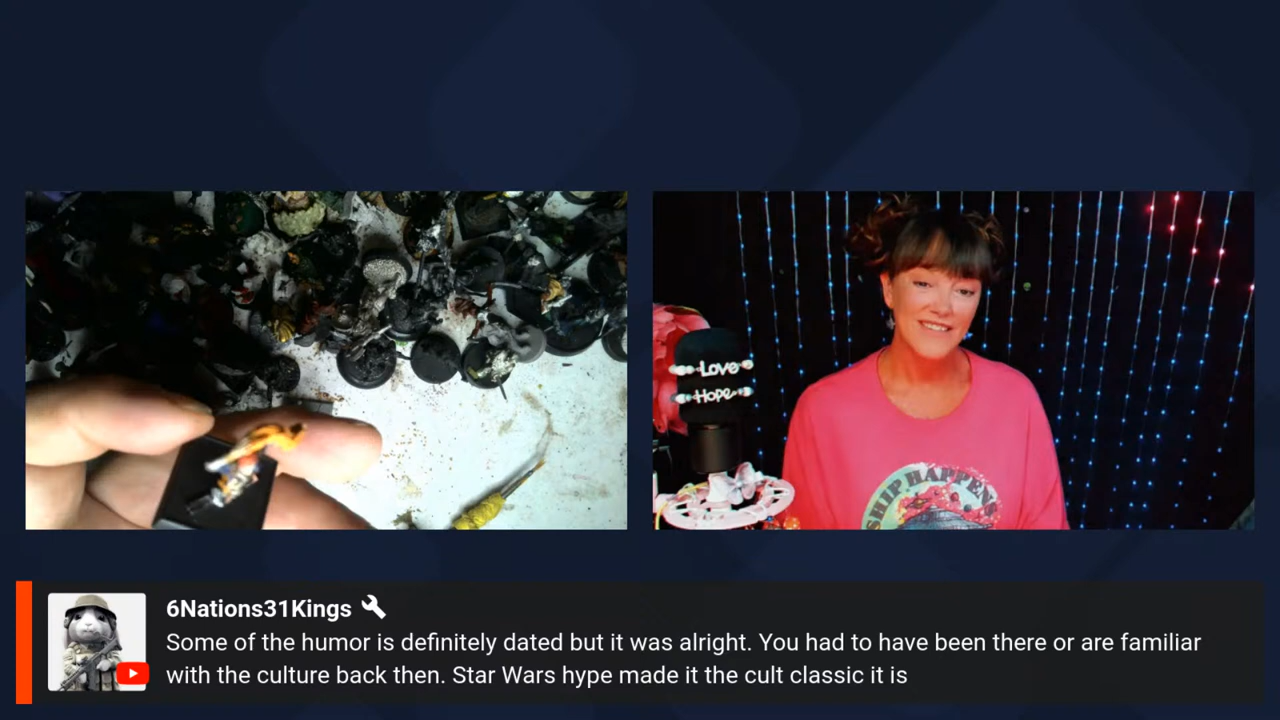 Love
Hope
SHIP HAPPENS
6Nations31Kings
Some of the humor is definitely dated but it was alright. You had to have been there or are familiar
with the culture back then. Star Wars hype made it the cult classic it is